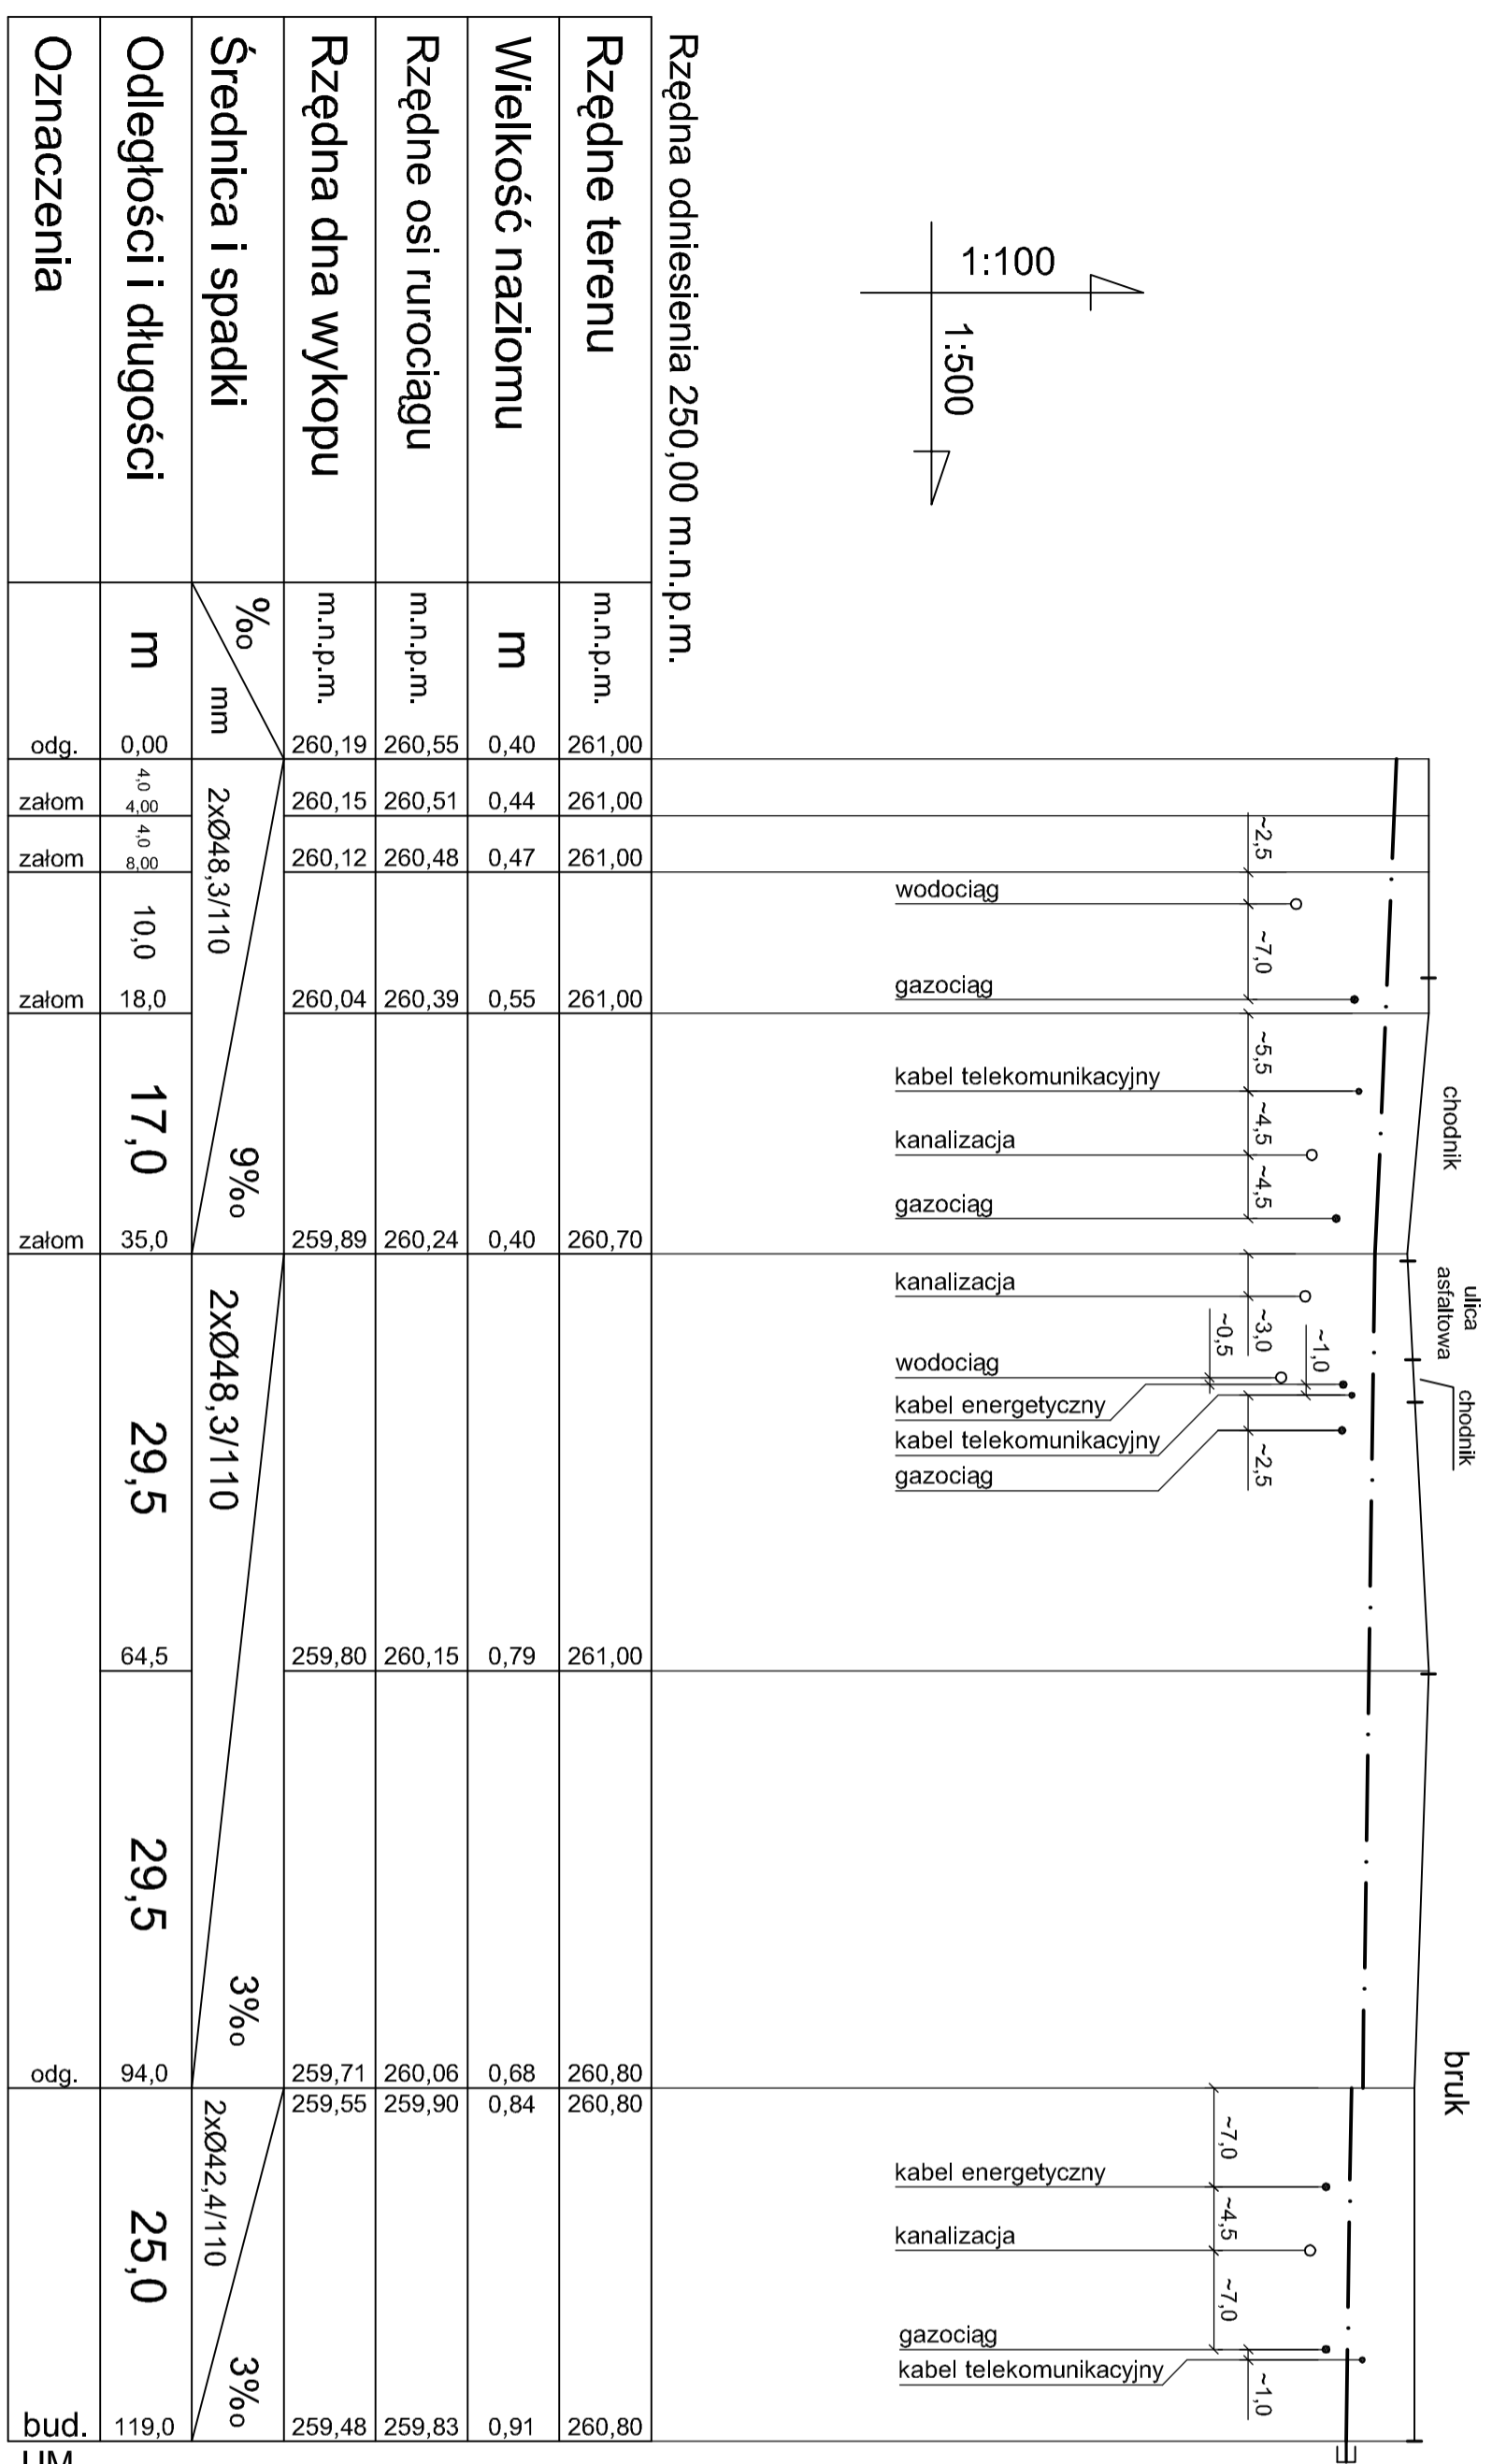 1:100
1:500
Rzędna odniesienia 250,00 m.n.p.m.
chodnik
ulica
asfaltowa
chodnik
bruk
~2,5
~7,0
~5,5
~4,5
~4,5
~3,0
~0,5
~1,0
~2,5
~7,0
~4,5
~7,0
~1,0
wodociąg
gazociąg
kabel telekomunikacyjny
kanalizacja
gazociąg
kanalizacja
wodociąg
kabel energetyczny
kabel telekomunikacyjny
gazociąg
kabel energetyczny
kanalizacja
gazociąg
kabel telekomunikacyjny
Rzędne terenu m.n.p.m. 261,00 261,00 261,00 261,00 260,70 261,00 260,80 260,80 260,80
Wielkość naziomu m 0,40 0,44 0,47 0,55 0,40 0,79 0,68 0,84 0,91
Rzędne osi rurociągu m.n.p.m. 260,55 260,51 260,48 260,39 260,24 260,15 260,06 259,90 259,83
Rzędna dna wykopu m.n.p.m. 260,19 260,15 260,12 260,04 259,89 259,80 259,71 259,55 259,48
Średnica i spadki ‰ mm 2xØ48,3/110 9‰ 2xØ48,3/110 3‰ 2xØ42,4/110 3‰
Odległości i długości m 0,00 4,0 4,00 4,0 8,00 10,0 18,0 17,0 35,0 29,5 64,5 29,5 94,0 25,0 119,0
Oznaczenia odg. załom załom załom załom odg. bud.
UM